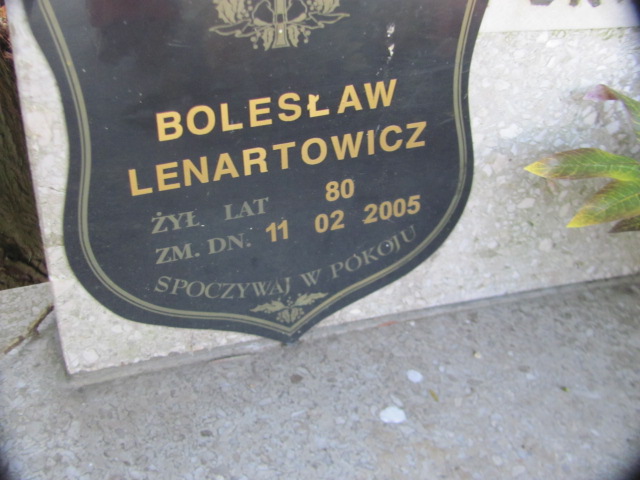 BOLESŁAW
LENARTOWICZ
ŻYŁ LAT 80
ZM. DN. 11 02 2005
SPOCZYWAJ W POKOJU